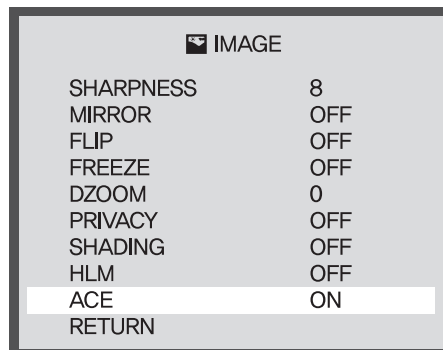 IMAGE
SHARPNESS 8
MIRROR OFF
FLIP OFF
FREEZE OFF
DZOOM 0
PRIVACY OFF
SHADING OFF
HLM OFF
ACE ON
RETURN